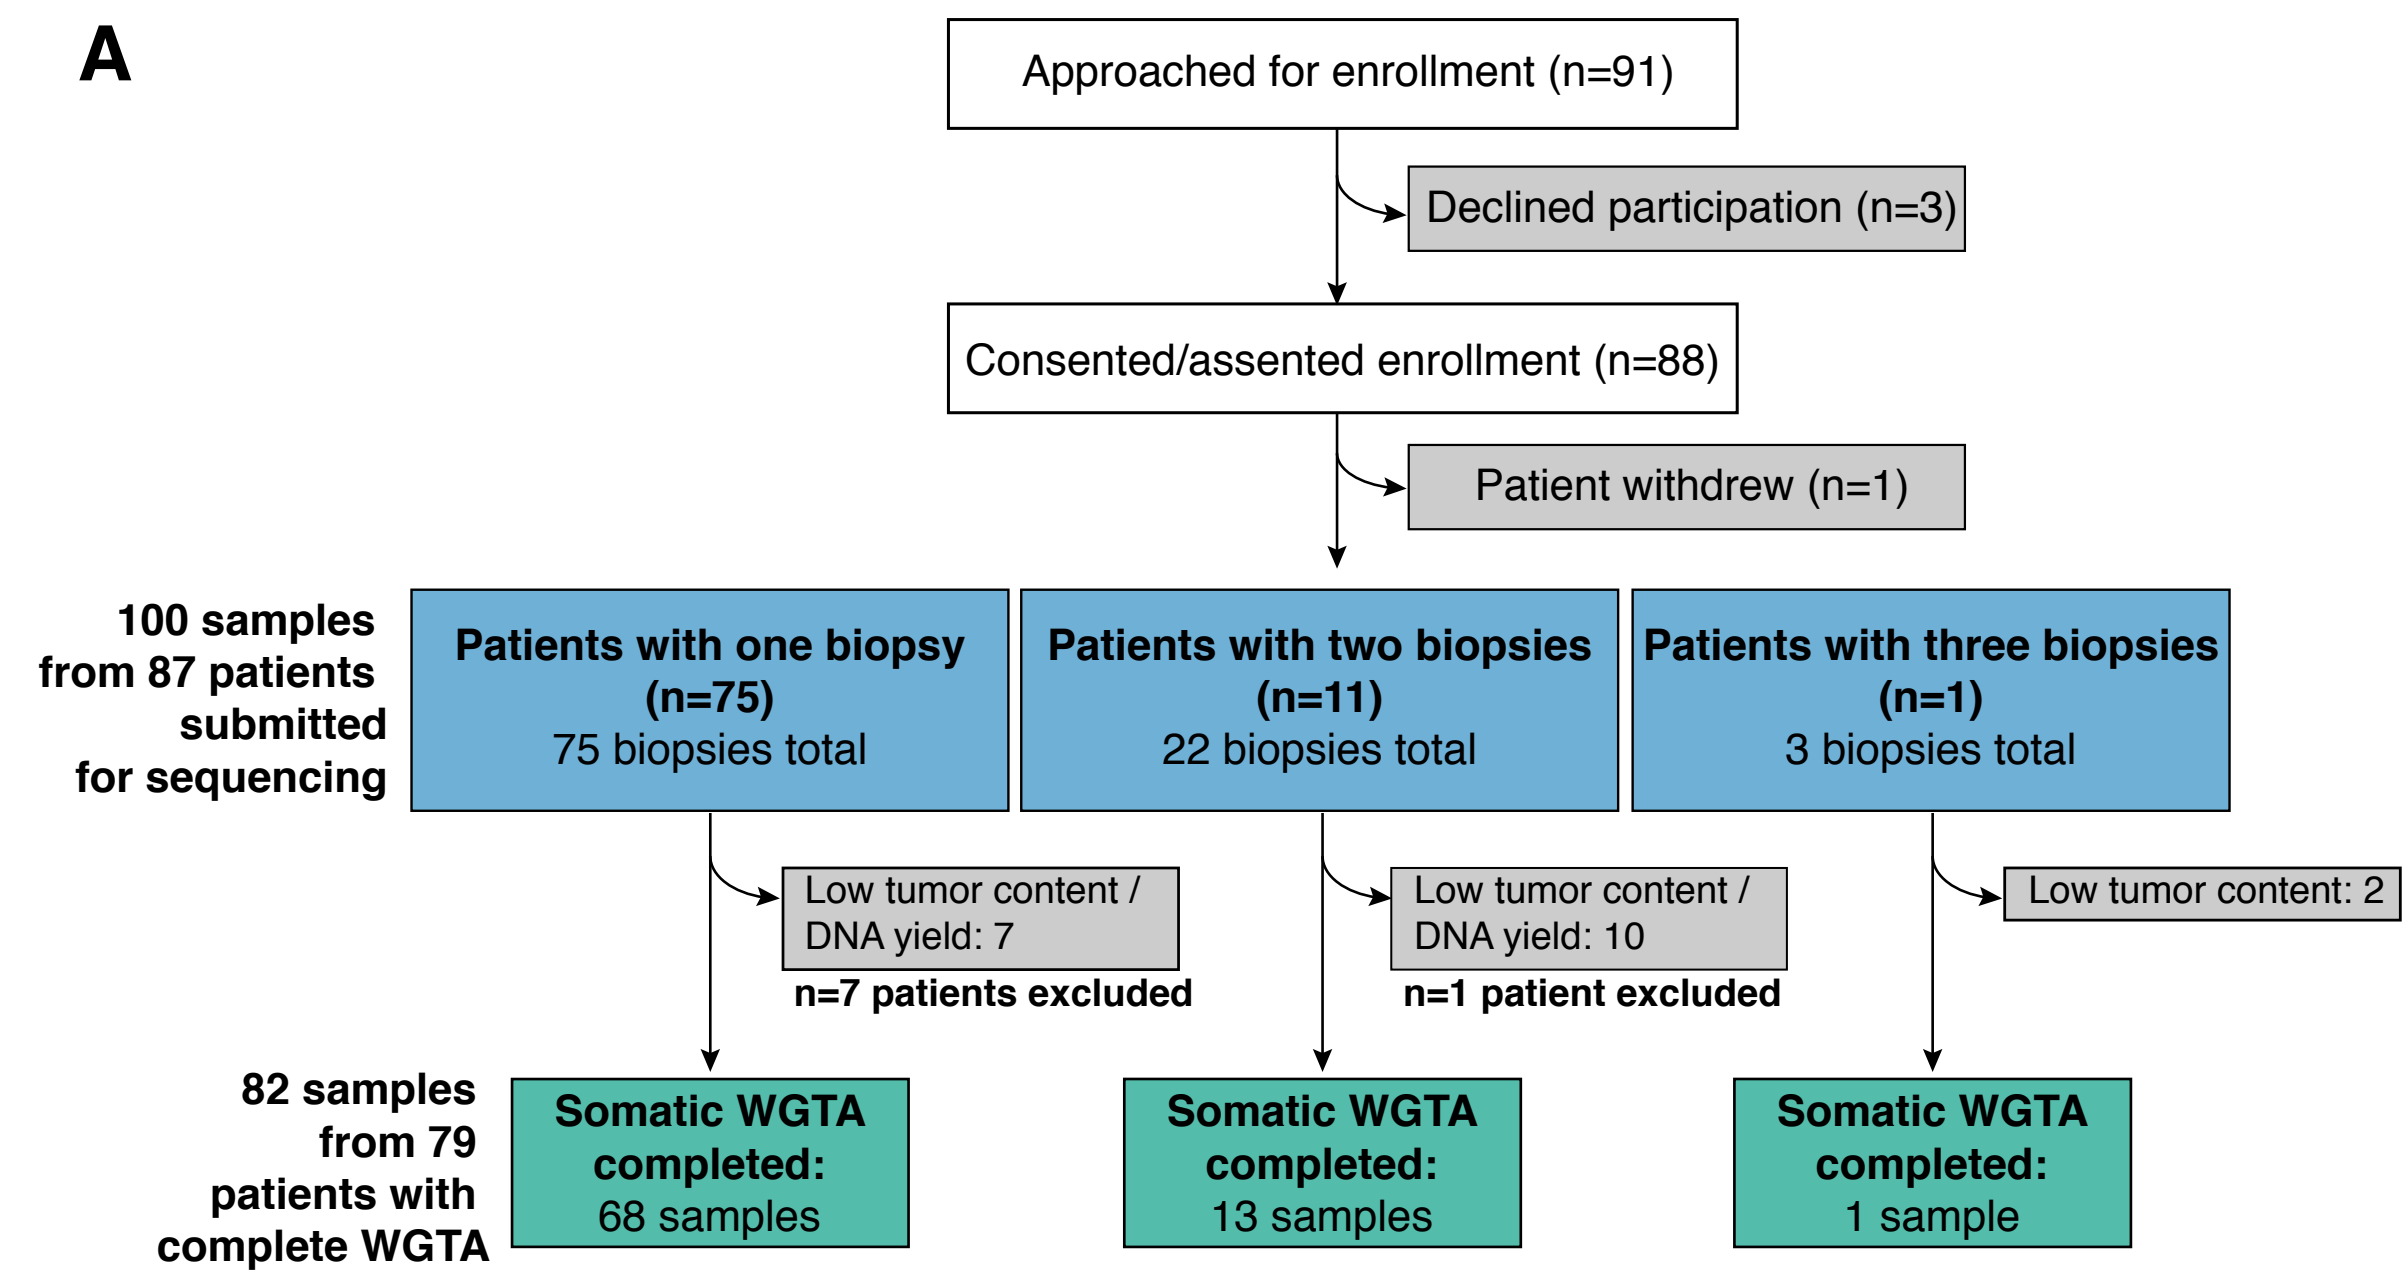 A
Approached for enrollment (n=91)
Declined participation (n=3)
Consented/assented enrollment (n=88)
Patient withdrew (n=1)
100 samples
from 87 patients
submitted
for sequencing
Patients with one biopsy
(n=75)
75 biopsies total
Patients with two biopsies
(n=11)
22 biopsies total
Patients with three biopsies
(n=1)
3 biopsies total
Low tumor content /
DNA yield: 7
n=7 patients excluded
Low tumor content /
DNA yield: 10
n=1 patient excluded
Low tumor content: 2
82 samples
from 79
patients with
complete WGTA
Somatic WGTA
completed:
68 samples
Somatic WGTA
completed:
13 samples
Somatic WGTA
completed:
1 sample